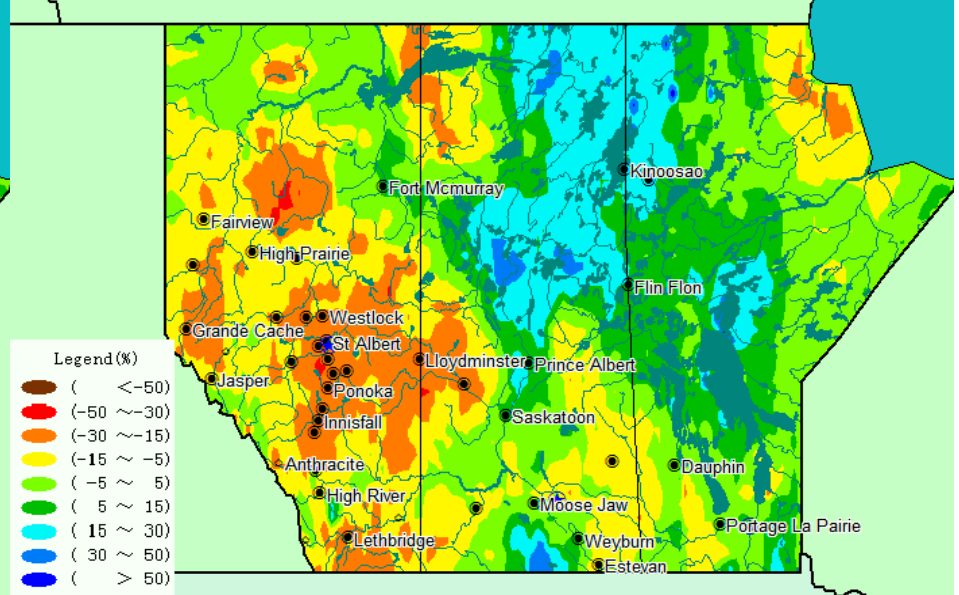 Kinoosao
Fort Mcmurray
Fairview
High Prairie
Flin Flon
Westlock
Grande Cache
St Albert
Lloydminster
Prince Albert
Jasper
Ponoka
Saskatoon
Innisfall
Anthracite
Dauphin
High River
Moose Jaw
Portage La Pairie
Lethbridge
Weyburn
Estevan
Legend(%)
( <-50)
(-50 ~-30)
(-30 ~-15)
(-15 ~ -5)
( -5 ~ 5)
( 5 ~ 15)
( 15 ~ 30)
( 30 ~ 50)
( > 50)